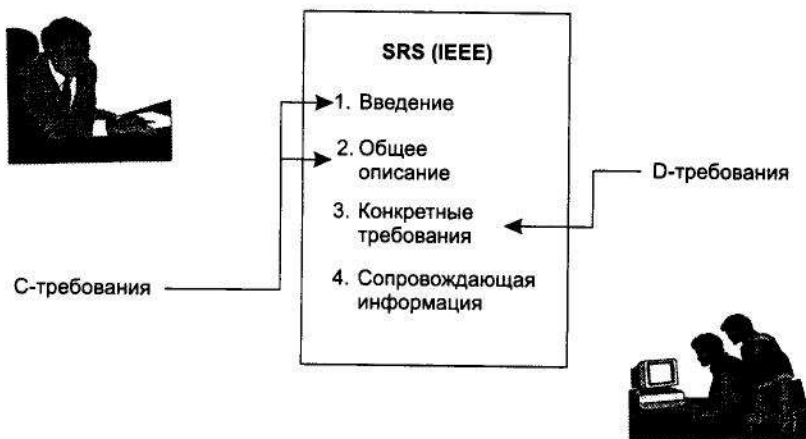 SRS (IEEE)
1. Введение
2. Общее
описание
3. Конкретные
требования
4. Сопровождающая
информация
C-требования
D-требования